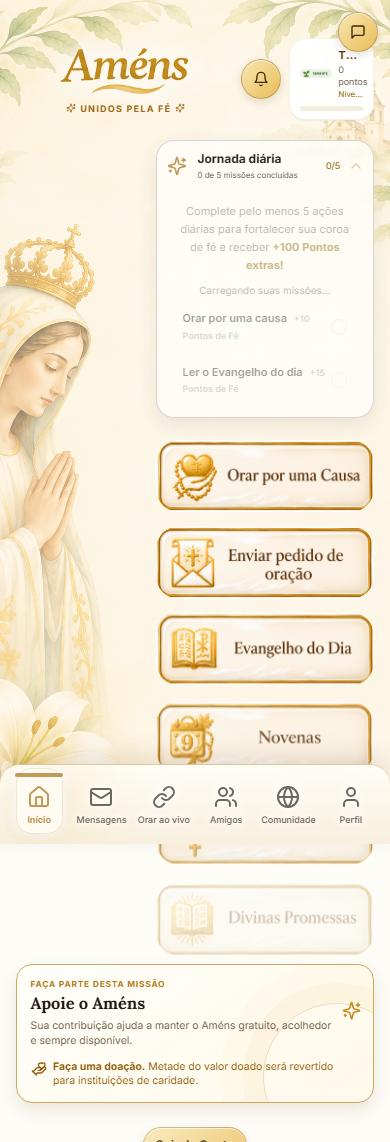 Améns
UNIDOS PELA FÉ
T...
0
pontos
Níve...
Jornada diária
0 de 5 missões concluídas
0/5
Complete pelo menos 5 ações
diárias para fortalecer sua coroa
de fé e receber +100 Pontos
extras!
Carregando suas missões...
Orar por uma causa +10
Pontos de Fé
Ler o Evangelho do dia +15
Pontos de Fé
Orar por uma Causa
Enviar pedido de
oração
Evangelho do Dia
9
Novenas
Início
Mensagens
Orar ao vivo
Amigos
Comunidade
Perfil
Divinas Promessas
FAÇA PARTE DESTA MISSÃO
Apoie o Améns
Sua contribuição ajuda a manter o Améns gratuito, acolhedor
e sempre disponível.
Faça uma doação. Metade do valor doado será revertido
para instituições de caridade.